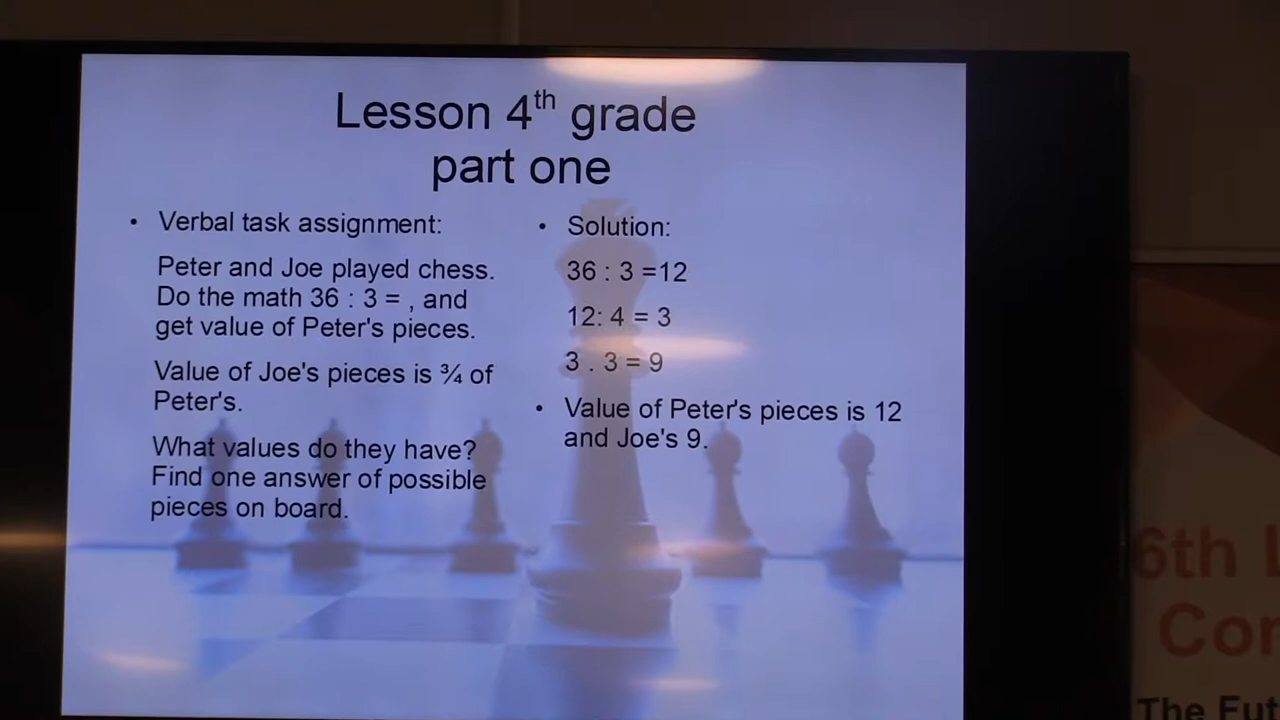 Lesson 4th grade
part one
• Verbal task assignment:
Peter and Joe played chess.
Do the math 36 : 3 = , and
get value of Peter's pieces.
Value of Joe's pieces is ¾ of
Peter's.
What values do they have?
Find one answer of possible
pieces on board.
• Solution:
36 : 3 =12
12: 4 = 3
3 . 3 = 9
• Value of Peter's pieces is 12
and Joe's 9.
6th
The